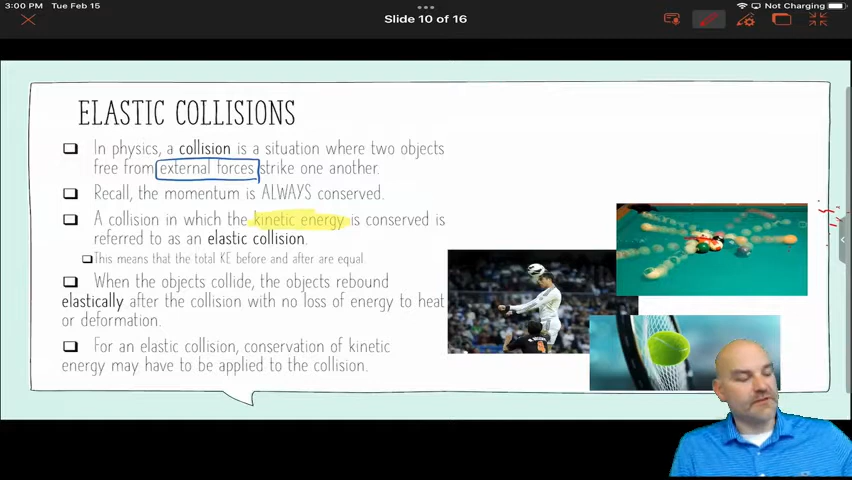 3:00 PM Tue Feb 15
Not Charging
Slide 10 of 16
ELASTIC COLLISIONS
In physics, a collision is a situation where two objects
free from external forces strike one another.
Recall, the momentum is ALWAYS conserved.
A collision in which the kinetic energy is conserved is
referred to as an elastic collision.
This means that the total KE before and after are equal.
When the objects collide, the objects rebound
elastically after the collision with no loss of energy to heat
or deformation.
For an elastic collision, conservation of kinetic
energy may have to be applied to the collision.